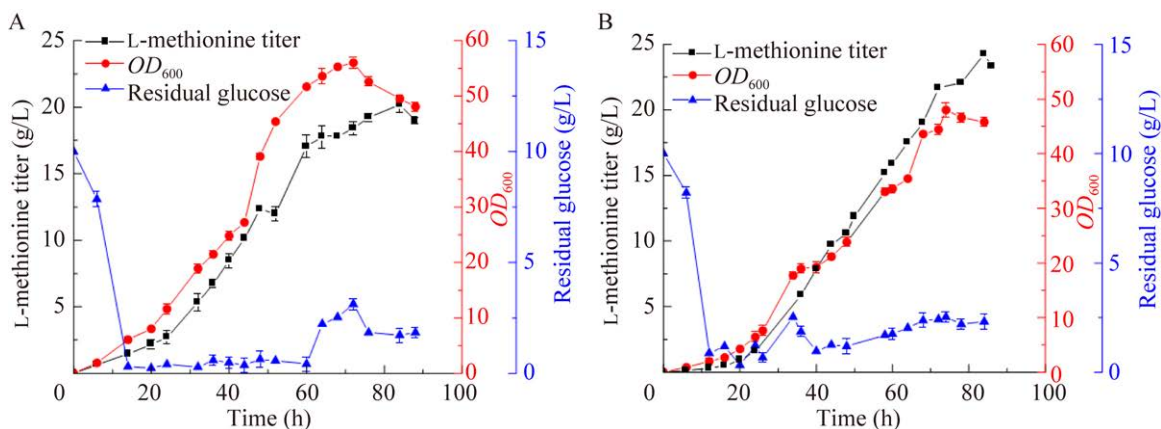 A
L-methionine titer
OD600
Residual glucose
L-methionine titer (g/L)
25
20
15
10
5
0 20 40 60 80 100
Time (h)
60
50
40
30
20
10
0
OD600
15
10
5
0
Residual glucose (g/L)
B
L-methionine titer
OD600
Residual glucose
L-methionine titer (g/L)
25
20
15
10
5
0 20 40 60 80 100
Time (h)
60
50
40
30
20
10
0
OD600
15
10
5
0
Residual glucose (g/L)